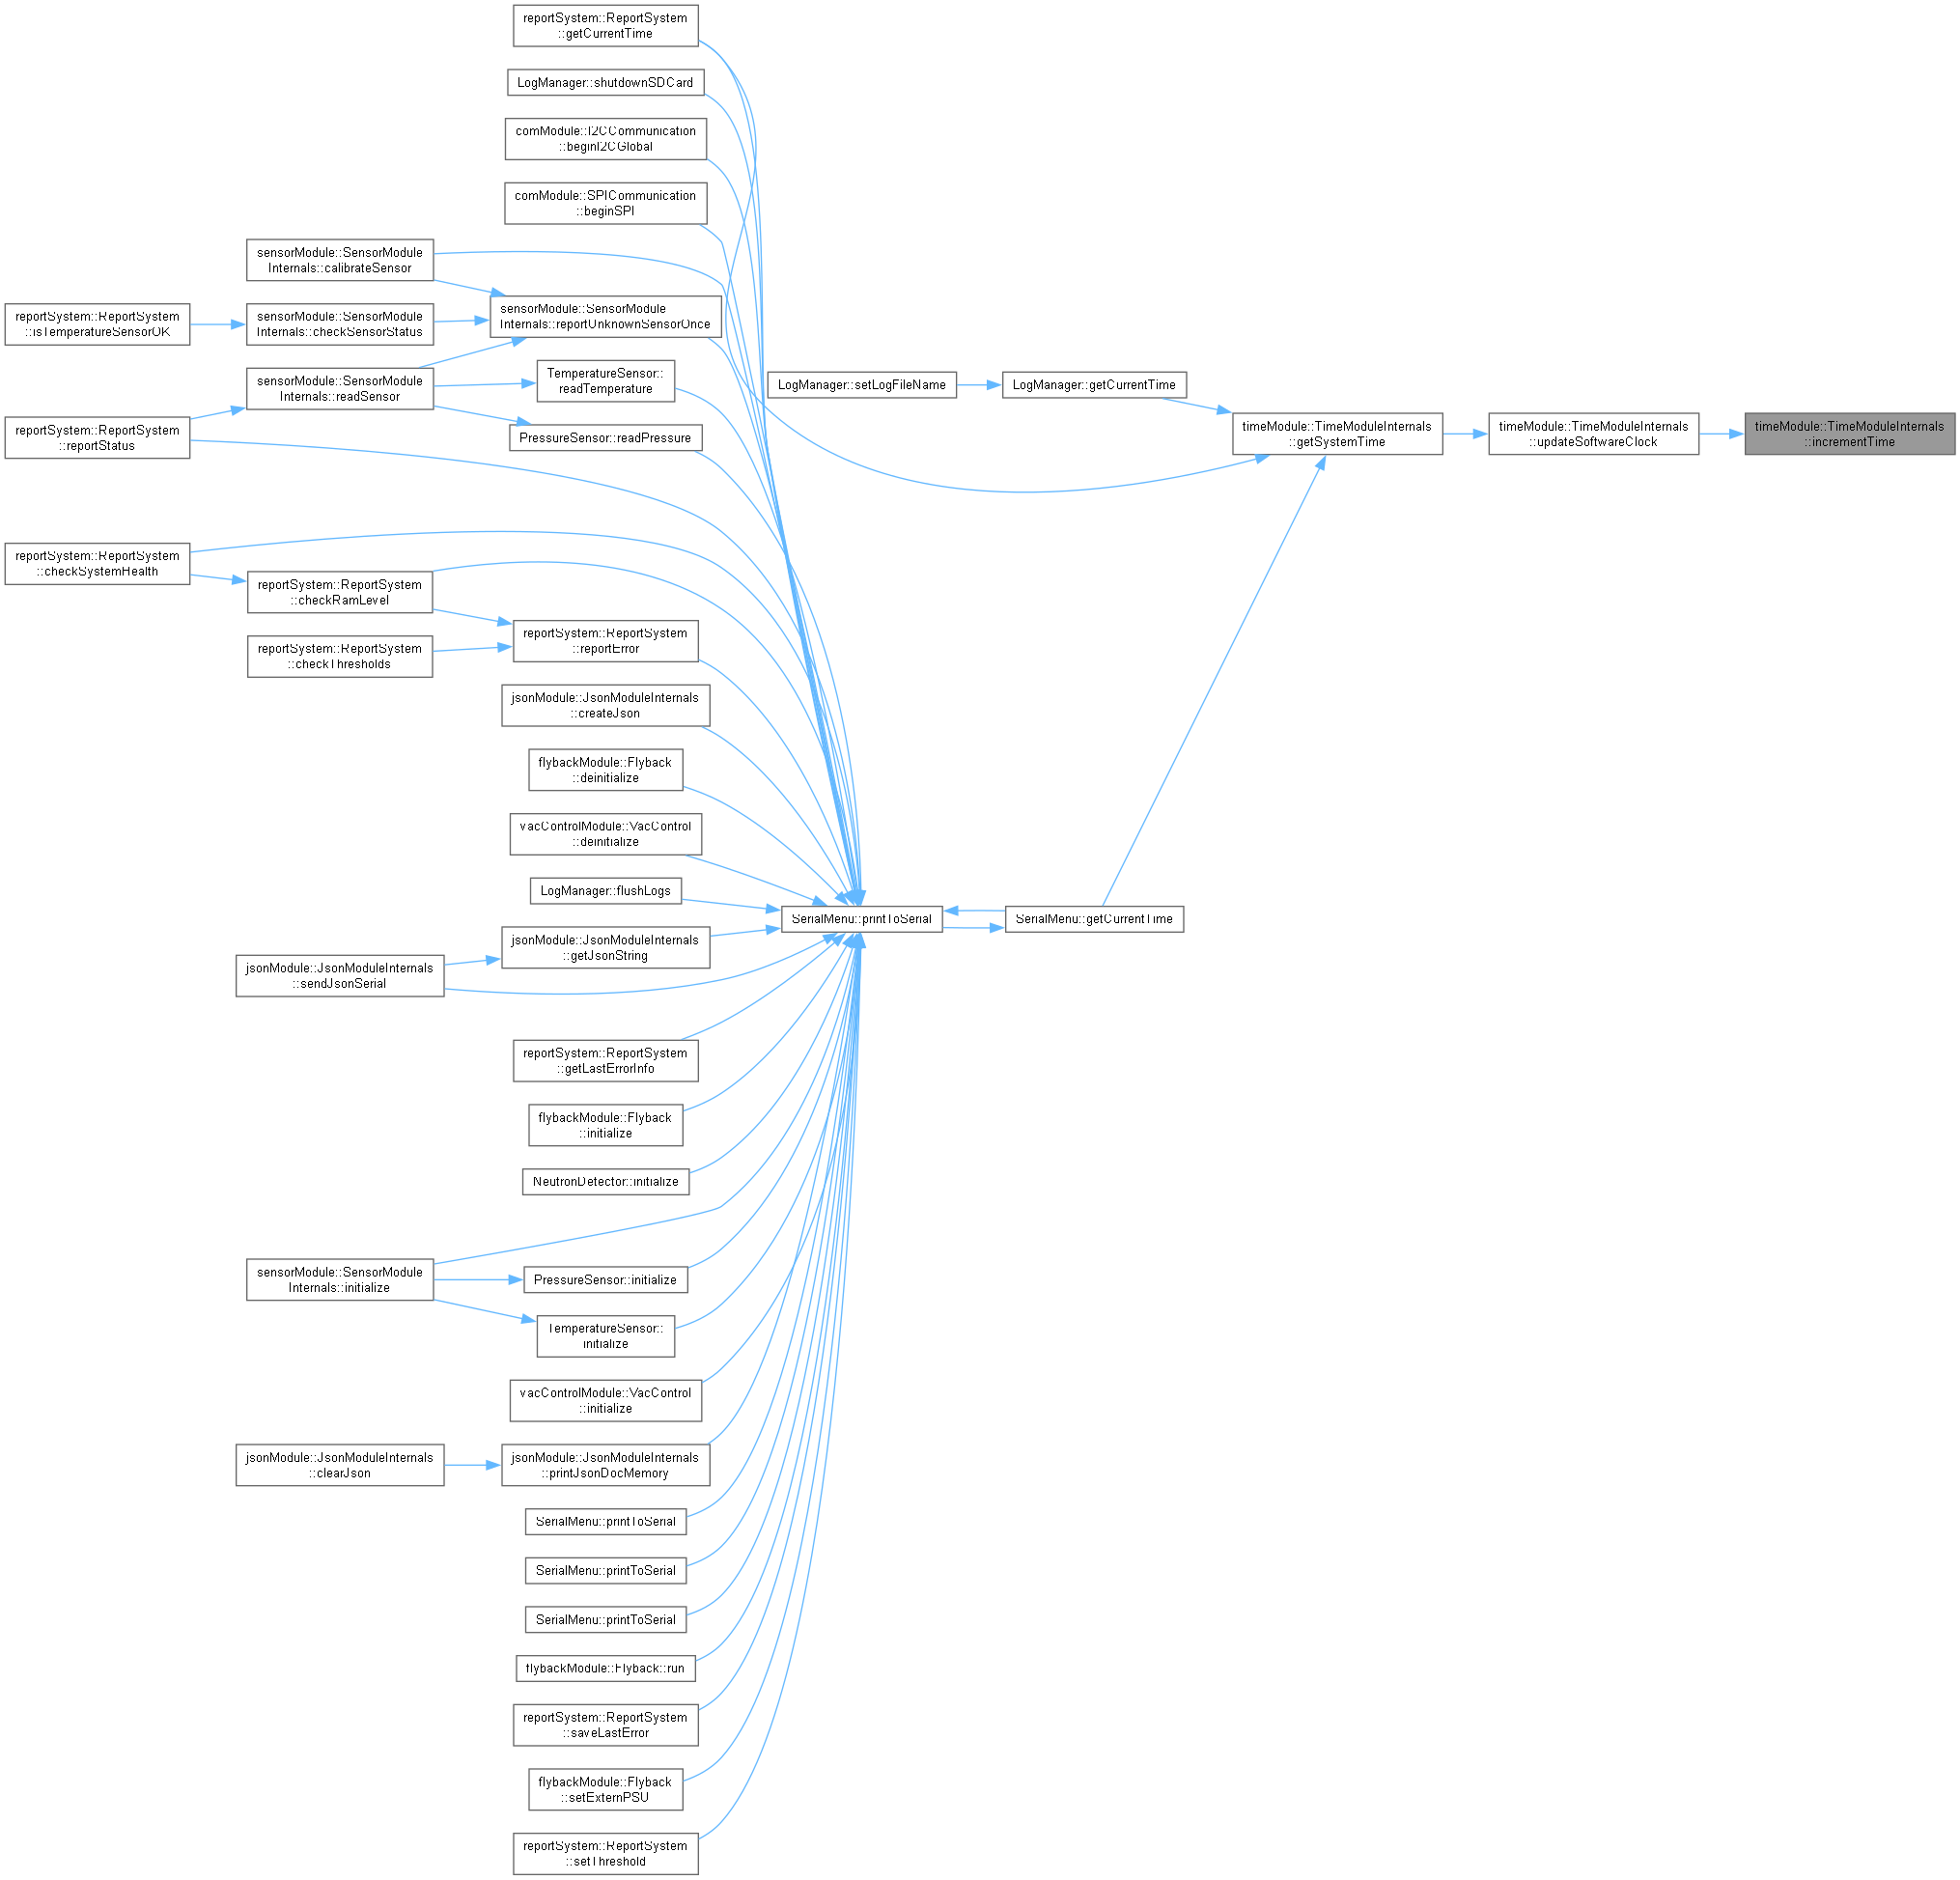 reportSystem::ReportSystem
::getCurrentTime
LogManager::shutdownSDCard
comModule::I2CCommunication
::beginI2CGlobal
comModule::SPICommunication
::beginSPI
sensorModule::SensorModule
Internals::calibrateSensor
reportSystem::ReportSystem
::isTemperatureSensorOK
sensorModule::SensorModule
Internals::checkSensorStatus
sensorModule::SensorModule
Internals::reportUnknownSensorOnce
sensorModule::SensorModule
Internals::readSensor
TemperatureSensor::
readTemperature
LogManager::setLogFileName
LogManager::getCurrentTime
reportSystem::ReportSystem
::reportStatus
PressureSensor::readPressure
timeModule::TimeModuleInternals
::getSystemTime
timeModule::TimeModuleInternals
::updateSoftwareClock
timeModule::TimeModuleInternals
::incrementTime
reportSystem::ReportSystem
::checkSystemHealth
reportSystem::ReportSystem
::checkRamLevel
reportSystem::ReportSystem
::reportError
reportSystem::ReportSystem
::checkThresholds
jsonModule::JsonModuleInternals
::createJson
flybackModule::Flyback
::deinitialize
vacControlModule::VacControl
::deinitialize
LogManager::flushLogs
SerialMenu::printToSerial
SerialMenu::getCurrentTime
jsonModule::JsonModuleInternals
::getJsonString
jsonModule::JsonModuleInternals
::sendJsonSerial
reportSystem::ReportSystem
::getLastErrorInfo
flybackModule::Flyback
::initialize
NeutronDetector::initialize
sensorModule::SensorModule
Internals::initialize
PressureSensor::initialize
TemperatureSensor::
initialize
vacControlModule::VacControl
::initialize
jsonModule::JsonModuleInternals
::clearJson
jsonModule::JsonModuleInternals
::printJsonDocMemory
SerialMenu::printToSerial
SerialMenu::printToSerial
SerialMenu::printToSerial
flybackModule::Flyback::run
reportSystem::ReportSystem
::saveLastError
flybackModule::Flyback
::setExternPSU
reportSystem::ReportSystem
::setThreshold